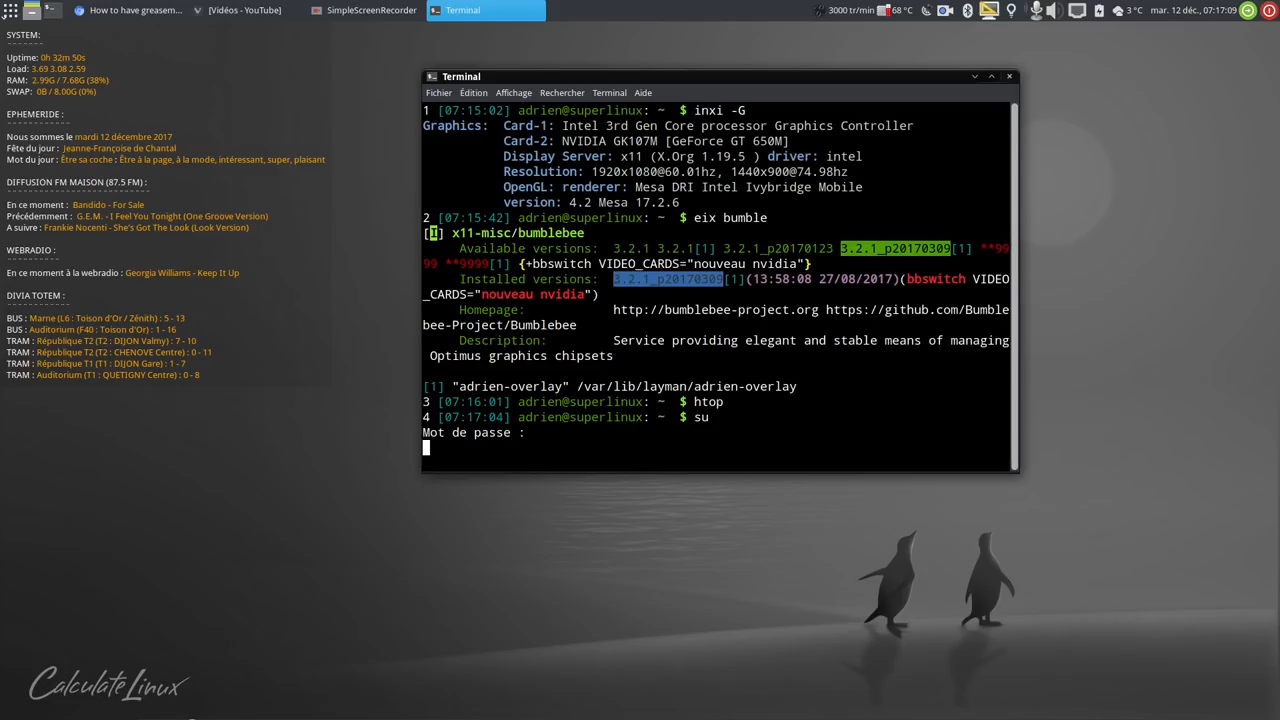 How to have greasem...
[Vidéos - YouTube]
SimpleScreenRecorder
Terminal
3000 tr/min
68 °C
3 °C
mar. 12 déc., 07:17:09
SYSTEM:
Uptime: 0h 32m 50s
Load: 3.69 3.08 2.59
RAM: 2.99G / 7.68G (38%)
SWAP: 0B / 8.00G (0%)
EPHEMERIDE :
Nous sommes le mardi 12 décembre 2017
Fête du jour : Jeanne-Françoise de Chantal
Mot du jour : Être sa coche : Être à la page, à la mode, intéressant, super, plaisant
DIFFUSION FM MAISON (87.5 FM) :
En ce moment : Bandido - For Sale
Précédemment : G.E.M. - I Feel You Tonight (One Groove Version)
A suivre : Frankie Nocenti - She's Got The Look (Look Version)
WEBRADIO :
En ce moment à la webradio : Georgia Williams - Keep It Up
DIVIA TOTEM :
BUS : Marne (L6 : Toison d'Or / Zénith) : 5 - 13
BUS : Auditorium (F40 : Toison d'Or) : 1 - 16
TRAM : République T2 (T2 : DIJON Valmy) : 7 - 10
TRAM : République T2 (T2 : CHENOVE Centre) : 0 - 11
TRAM : République T1 (T1 : DIJON Gare) : 1 - 7
TRAM : Auditorium (T1 : QUETIGNY Centre) : 0 - 8
Terminal
Fichier Édition Affichage Rechercher Terminal Aide
1 [07:15:02] adrien@superlinux: ~ $ inxi -G
Graphics: Card-1: Intel 3rd Gen Core processor Graphics Controller
Card-2: NVIDIA GK107M [GeForce GT 650M]
Display Server: x11 (X.Org 1.19.5 ) driver: intel
Resolution: 1920x1080@60.01hz, 1440x900@74.98hz
OpenGL: renderer: Mesa DRI Intel Ivybridge Mobile
version: 4.2 Mesa 17.2.6
2 [07:15:42] adrien@superlinux: ~ $ eix bumble
[I] x11-misc/bumblebee
Available versions: 3.2.1 3.2.1[1] 3.2.1_p20170123 3.2.1_p20170309[1] **99
99 **9999[1] {+bbswitch VIDEO_CARDS="nouveau nvidia"}
Installed versions: 3.2.1_p20170309[1](13:58:08 27/08/2017)(bbswitch VIDEO
_CARDS="nouveau nvidia")
Homepage: http://bumblebee-project.org https://github.com/Bumble
bee-Project/Bumblebee
Description: Service providing elegant and stable means of managing
Optimus graphics chipsets
[1] "adrien-overlay" /var/lib/layman/adrien-overlay
3 [07:16:01] adrien@superlinux: ~ $ htop
4 [07:17:04] adrien@superlinux: ~ $ su
Mot de passe :
Calculate Linux